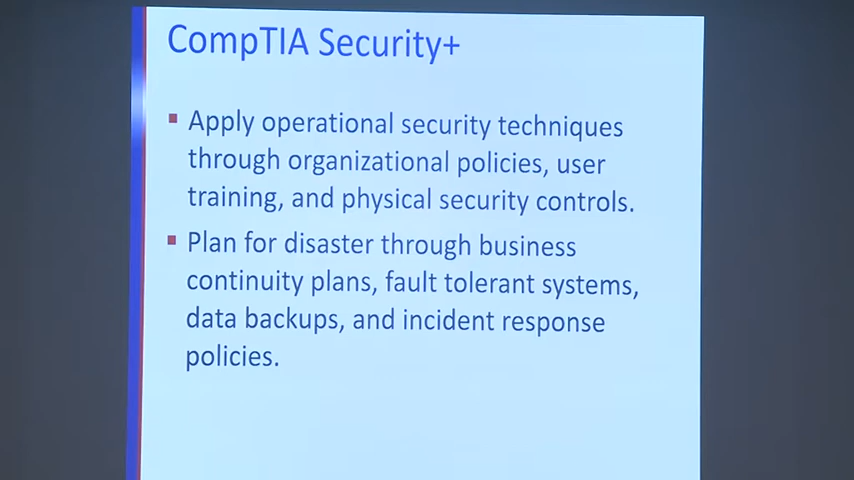 CompTIA Security+
Apply operational security techniques
through organizational policies, user
training, and physical security controls.
Plan for disaster through business
continuity plans, fault tolerant systems,
data backups, and incident response
policies.